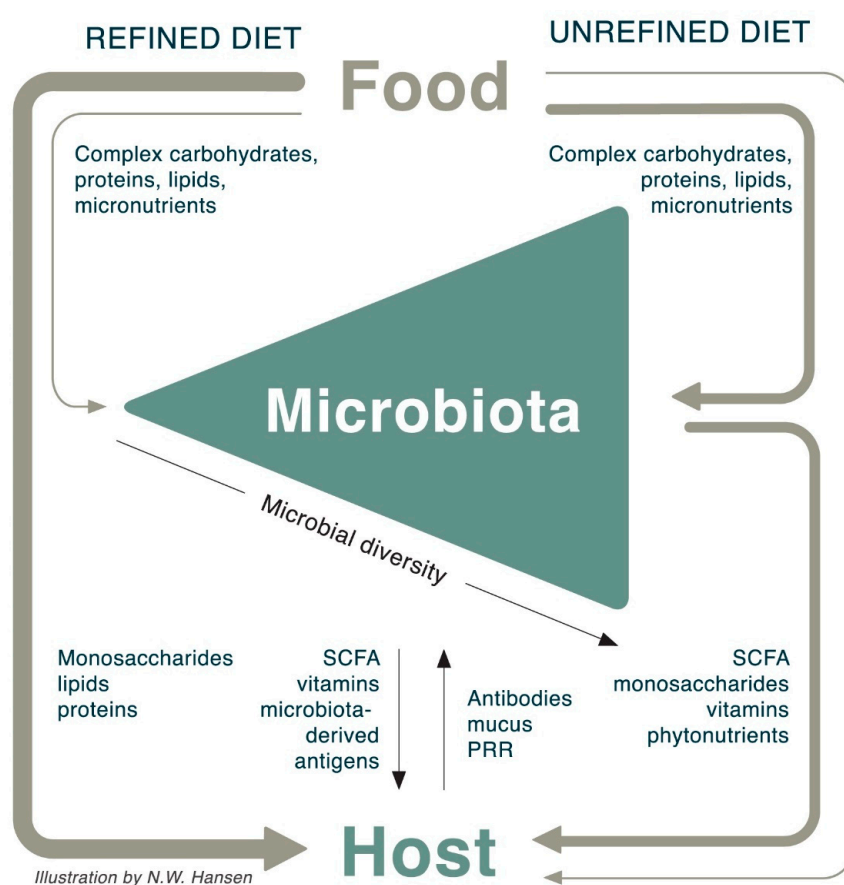 REFINED DIET
UNREFINED DIET
Food
Complex carbohydrates,
proteins, lipids,
micronutrients
Complex carbohydrates,
proteins, lipids,
micronutrients
Microbiota
Microbial diversity
Monosaccharides
lipids
proteins
SCFA
vitamins
microbiota-
derived
antigens
Antibodies
mucus
PRR
SCFA
monosaccharides
vitamins
phytonutrients
Host
Illustration by N.W. Hansen